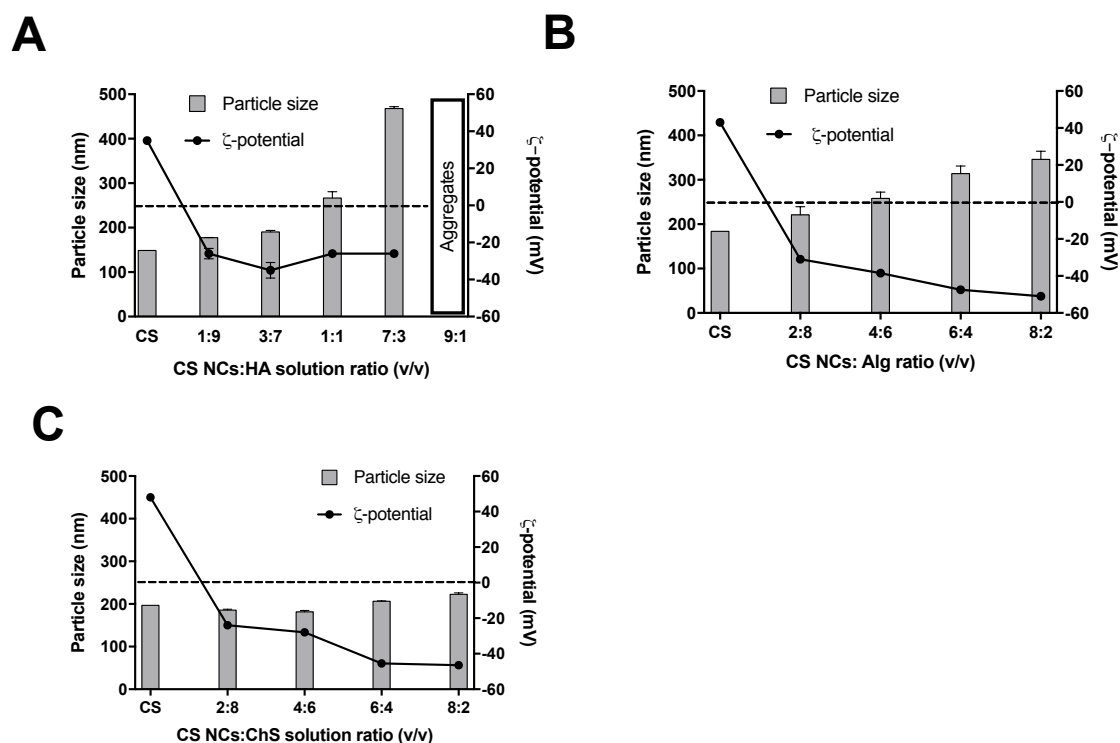 A
Particle size
ζ-potential
Particle size (nm)
500
400
300
200
100
0
60
40
20
0
-20
-40
-60
ζ–potential (mV)
Aggregates
CS 1:9 3:7 1:1 7:3 9:1
CS NCs:HA solution ratio (v/v)
B
Particle size
ζ-potential
Particle size (nm)
500
400
300
200
100
0
60
40
20
0
-20
-40
-60
ζ–potential (mV)
CS 2:8 4:6 6:4 8:2
CS NCs: Alg ratio (v/v)
C
Particle size
ζ-potential
Particle size (nm)
500
400
300
200
100
0
60
40
20
0
-20
-40
-60
ζ-potential (mV)
CS 2:8 4:6 6:4 8:2
CS NCs:ChS solution ratio (v/v)